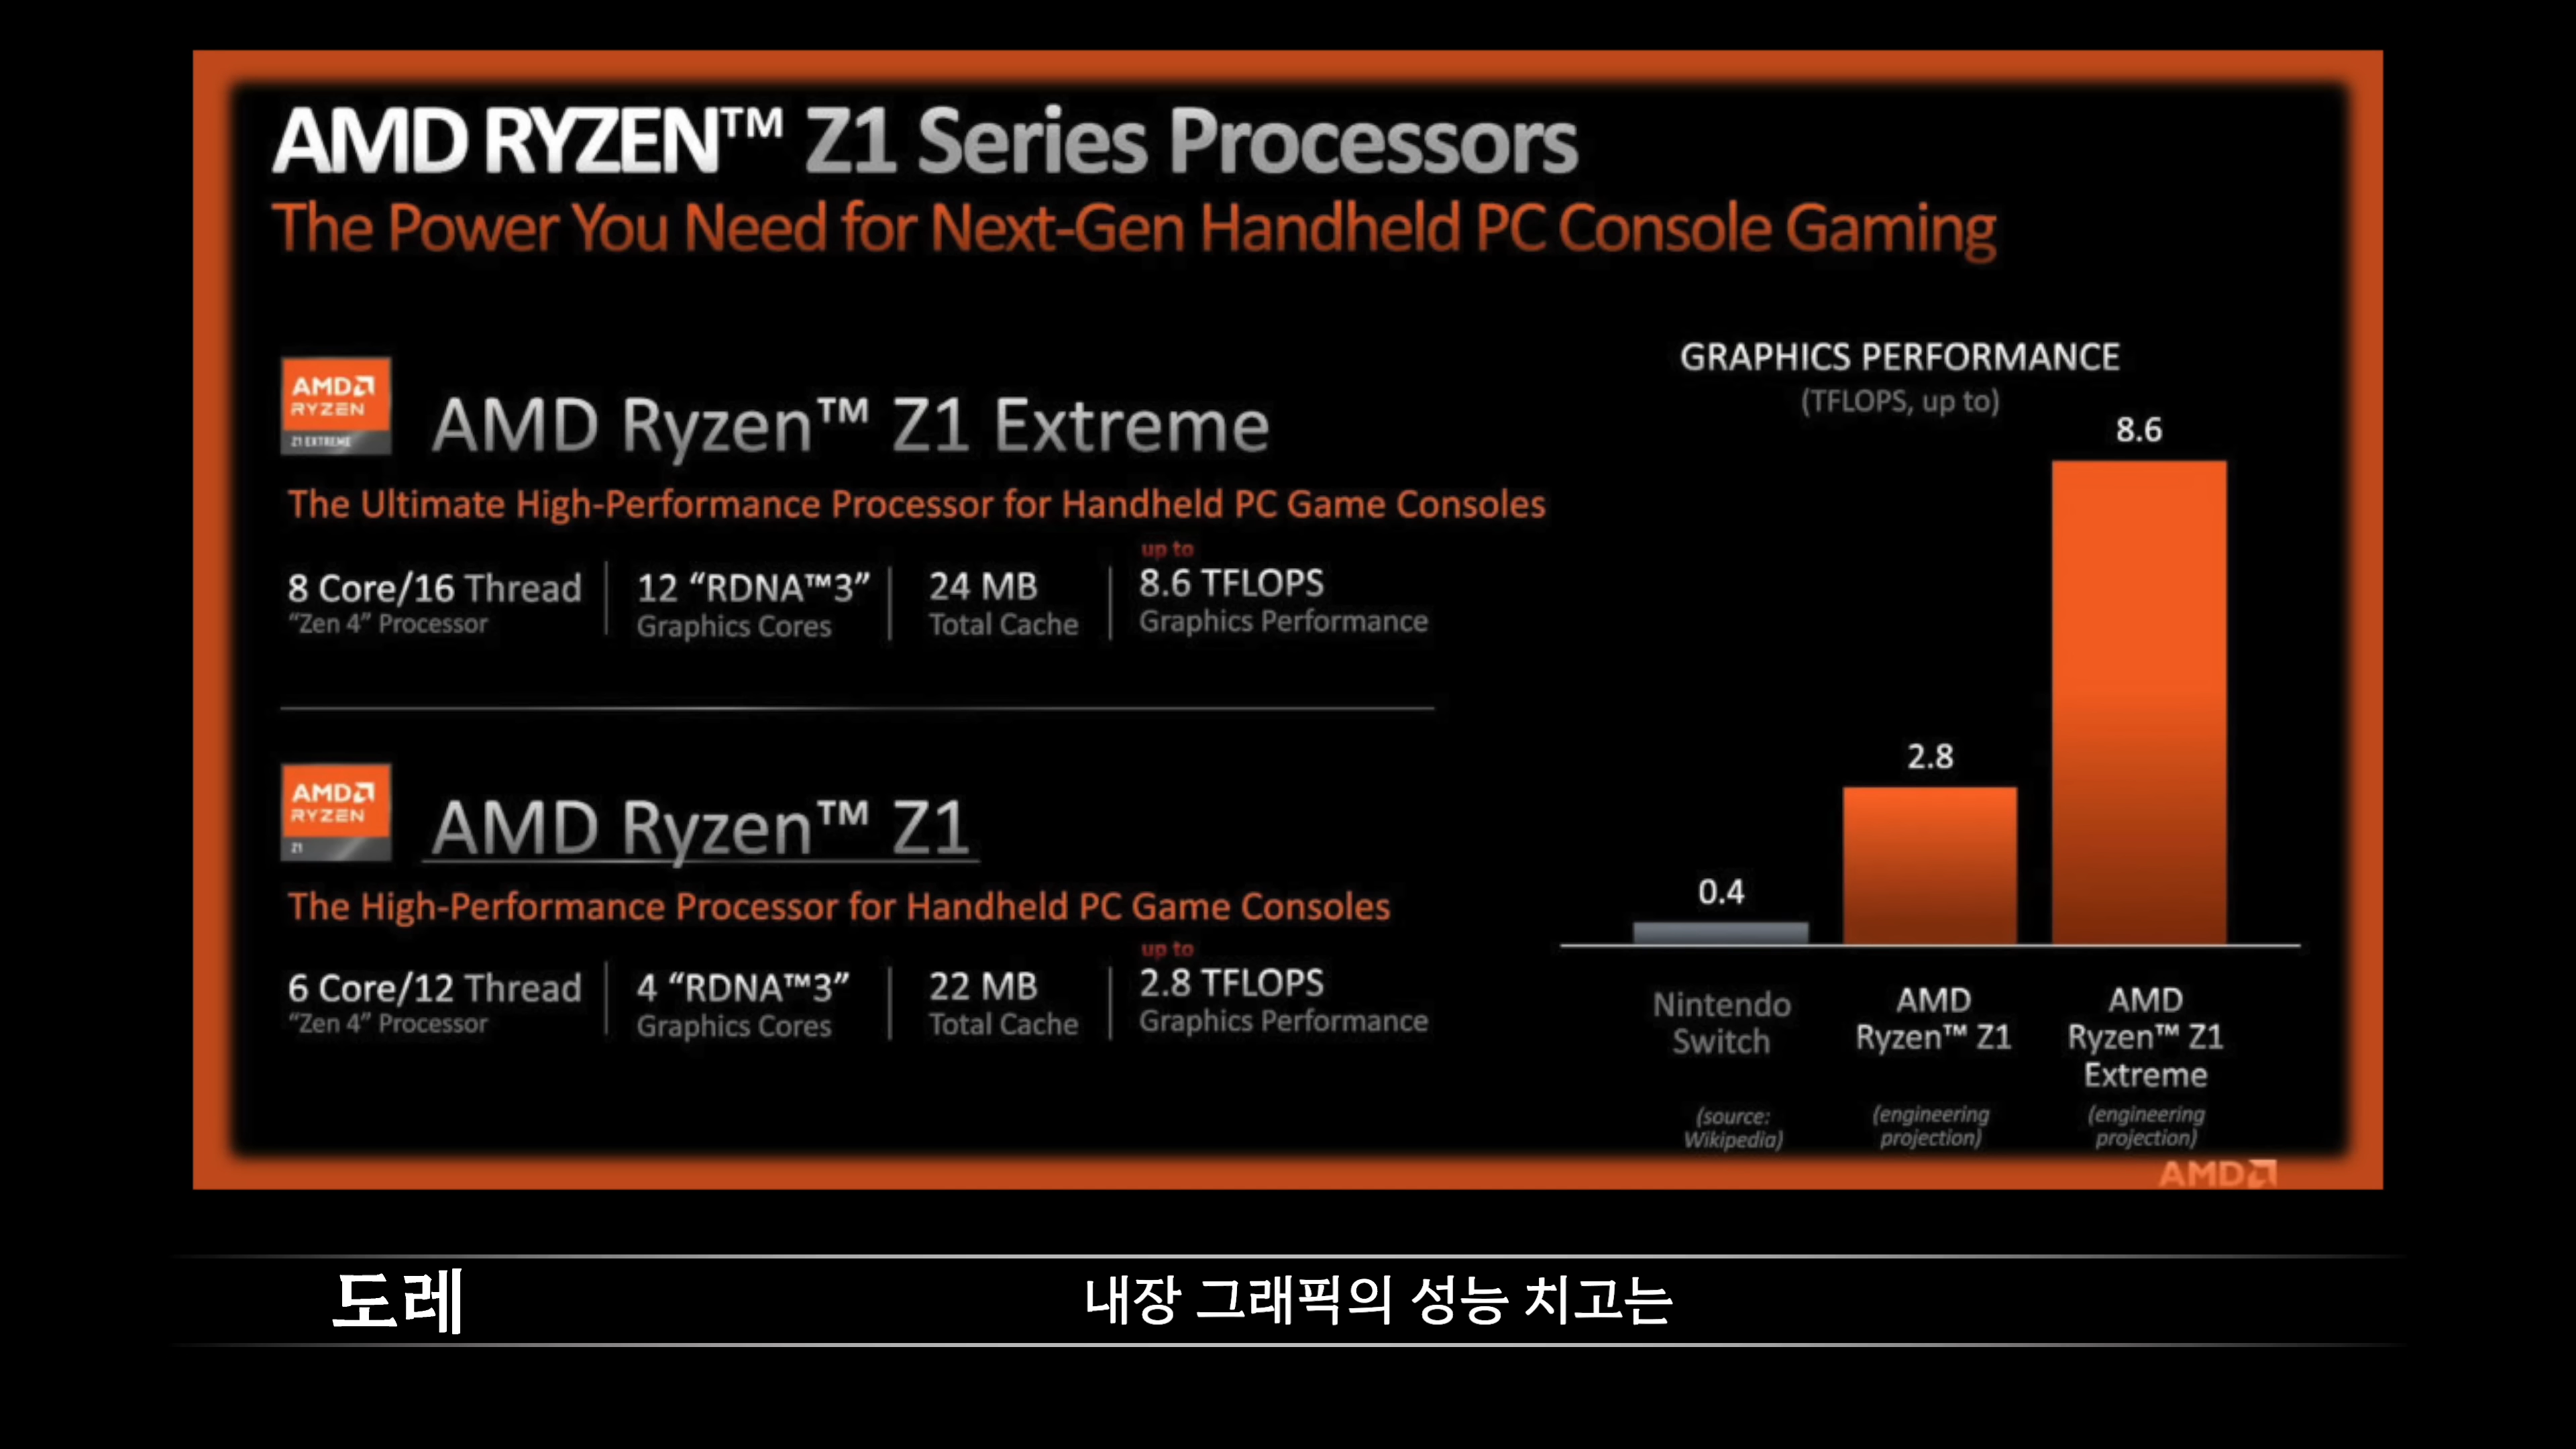 AMD RYZEN™ Z1 Series Processors
The Power You Need for Next-Gen Handheld PC Console Gaming
AMD
RYZEN
Z1 EXTREME
AMD Ryzen™ Z1 Extreme
The Ultimate High-Performance Processor for Handheld PC Game Consoles
8 Core/16 Thread
“Zen 4” Processor
12 “RDNA™3”
Graphics Cores
24 MB
Total Cache
up to
8.6 TFLOPS
Graphics Performance
AMD
RYZEN
Z1
AMD Ryzen™ Z1
The High-Performance Processor for Handheld PC Game Consoles
6 Core/12 Thread
“Zen 4” Processor
4 “RDNA™3”
Graphics Cores
22 MB
Total Cache
up to
2.8 TFLOPS
Graphics Performance
GRAPHICS PERFORMANCE
(TFLOPS, up to)
0.4
2.8
8.6
Nintendo
Switch
(source:
Wikipedia)
AMD
Ryzen™ Z1
(engineering
projection)
AMD
Ryzen™ Z1
Extreme
(engineering
projection)
AMD
도레
내장 그래픽의 성능 치고는